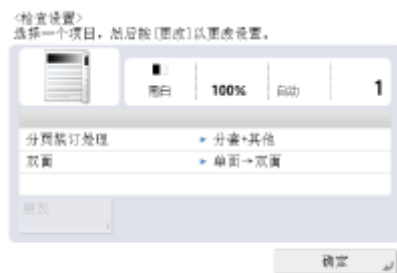 <检查设置>
选择一个项目，然后按[更改]以更改设置。
黑白 100% 自动 1
分页装订处理 ▸ 分套+其他
双面 ▸ 单面→双面
更改
确定